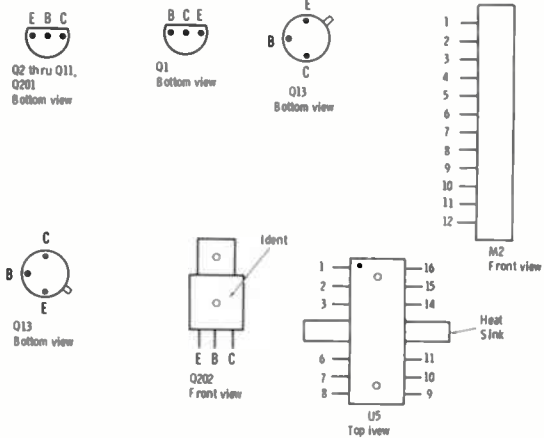 E B C
Q2 thru Q11,
Q201
Bottom view
B C E
Q1
Bottom view
E
B
C
Q13
Bottom view
1
2
3
4
5
6
7
8
9
10
11
12
M2
Front view
C
B
E
Q13
Bottom view
Ident
E B C
Q202
Front view
1
2
3
6
7
8
16
15
14
11
10
9
Heat
Sink
U5
Top ivew